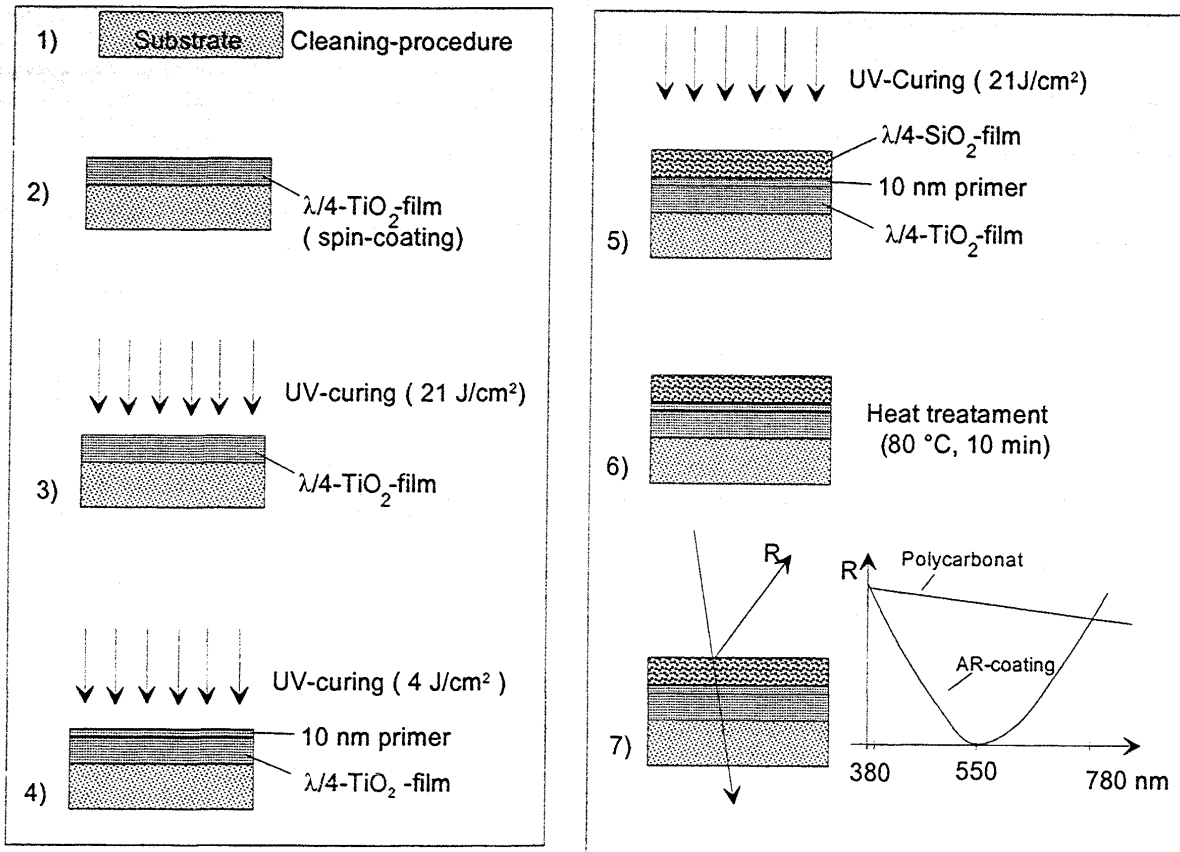 1)
Substrate Cleaning-procedure
2)
λ/4-TiO₂-film
( spin-coating)
UV-curing ( 21 J/cm²)
3)
λ/4-TiO₂-film
UV-curing ( 4 J/cm² )
10 nm primer
4)
λ/4-TiO₂ -film
UV-Curing ( 21J/cm²)
λ/4-SiO₂-film
10 nm primer
5)
λ/4-TiO₂-film
Heat treatament
6)
(80 °C, 10 min)
7)
R
R
Polycarbonat
AR-coating
380 550 780 nm